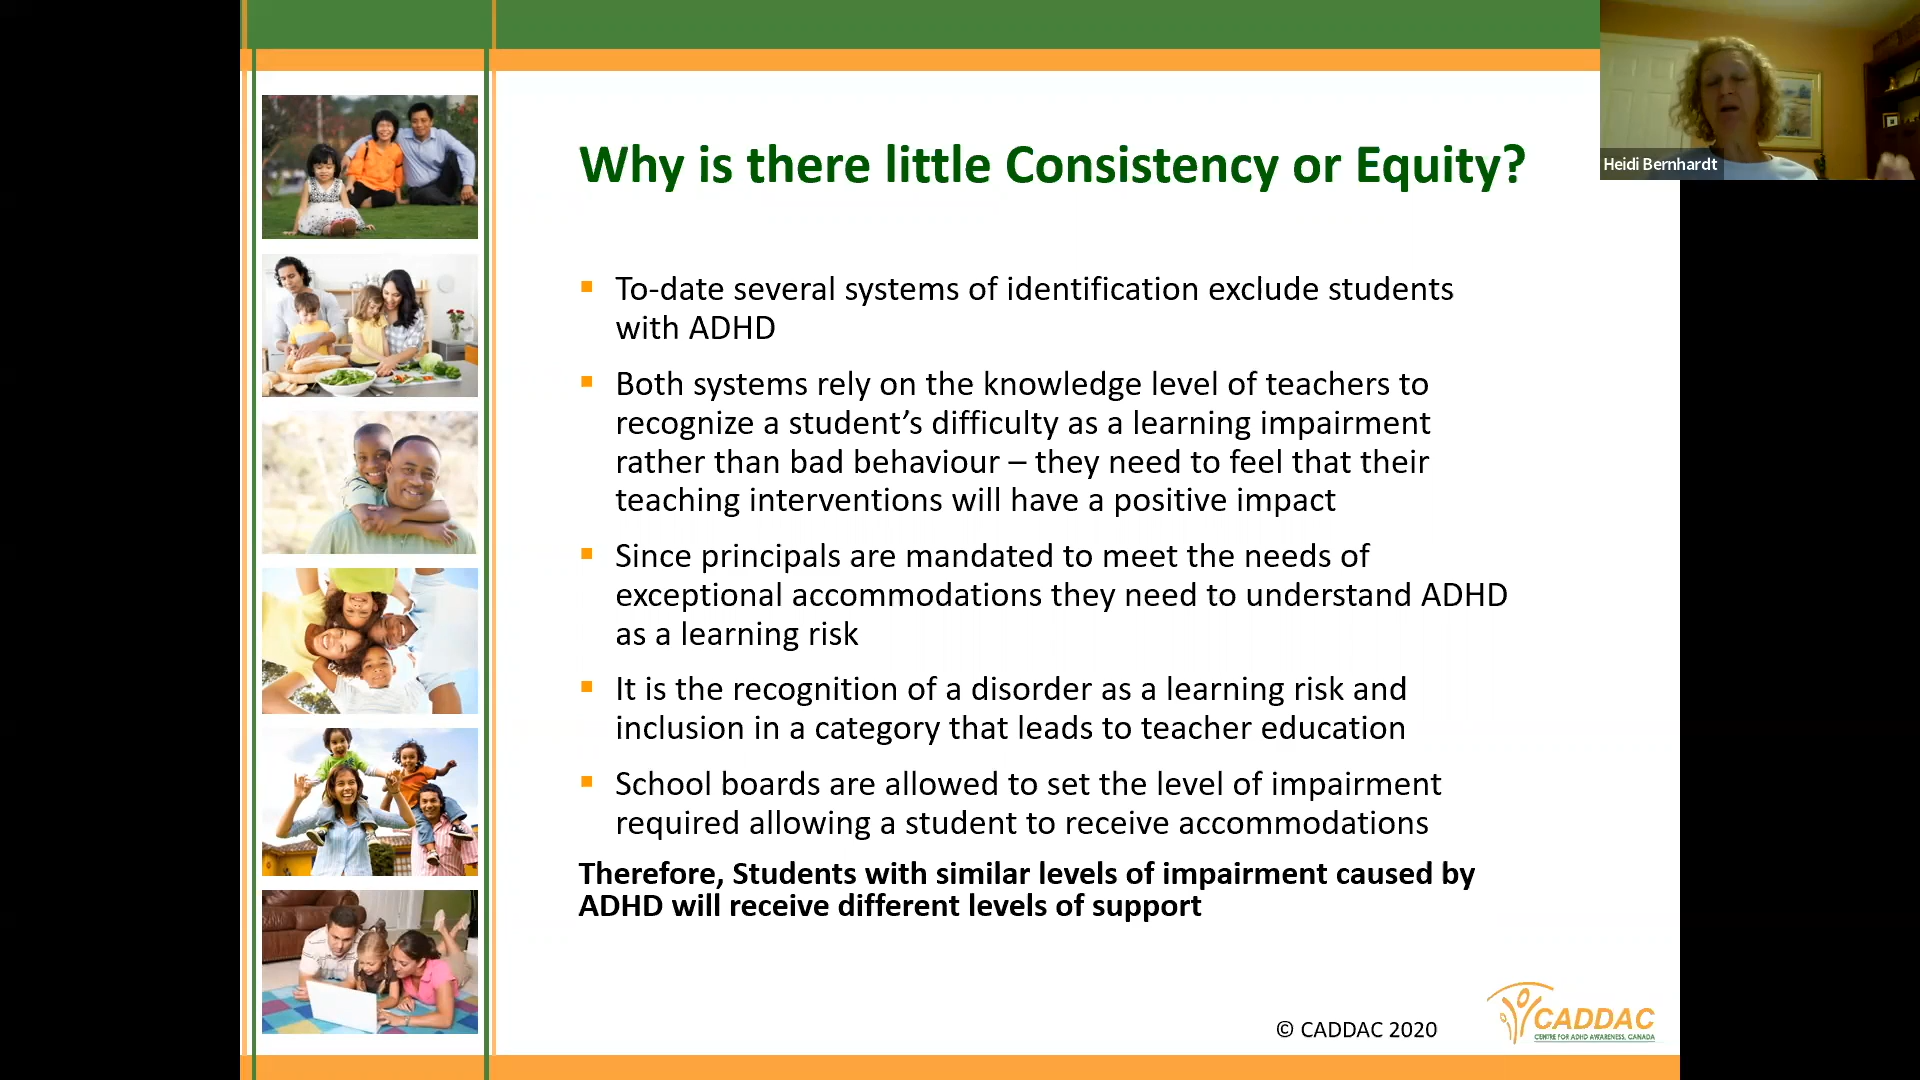 Why is there little Consistency or Equity?
Heidi Bernhardt
To-date several systems of identification exclude students
with ADHD
Both systems rely on the knowledge level of teachers to
recognize a student’s difficulty as a learning impairment
rather than bad behaviour – they need to feel that their
teaching interventions will have a positive impact
Since principals are mandated to meet the needs of
exceptional accommodations they need to understand ADHD
as a learning risk
It is the recognition of a disorder as a learning risk and
inclusion in a category that leads to teacher education
School boards are allowed to set the level of impairment
required allowing a student to receive accommodations
Therefore, Students with similar levels of impairment caused by
ADHD will receive different levels of support
© CADDAC 2020
CADDAC
CENTRE FOR ADHD AWARENESS, CANADA